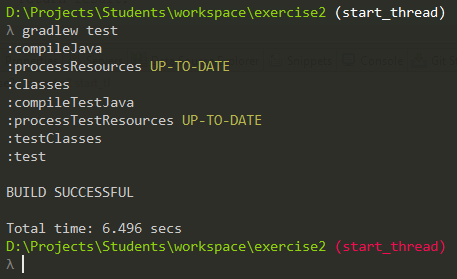 D:\Projects\Students\workspace\exercise2 (start_thread)
λ gradlew test
:compileJava
:processResources UP-TO-DATE
:classes
:compileTestJava
:processTestResources UP-TO-DATE
:testClasses
:test
BUILD SUCCESSFUL
Total time: 6.496 secs
D:\Projects\Students\workspace\exercise2 (start_thread)
λ